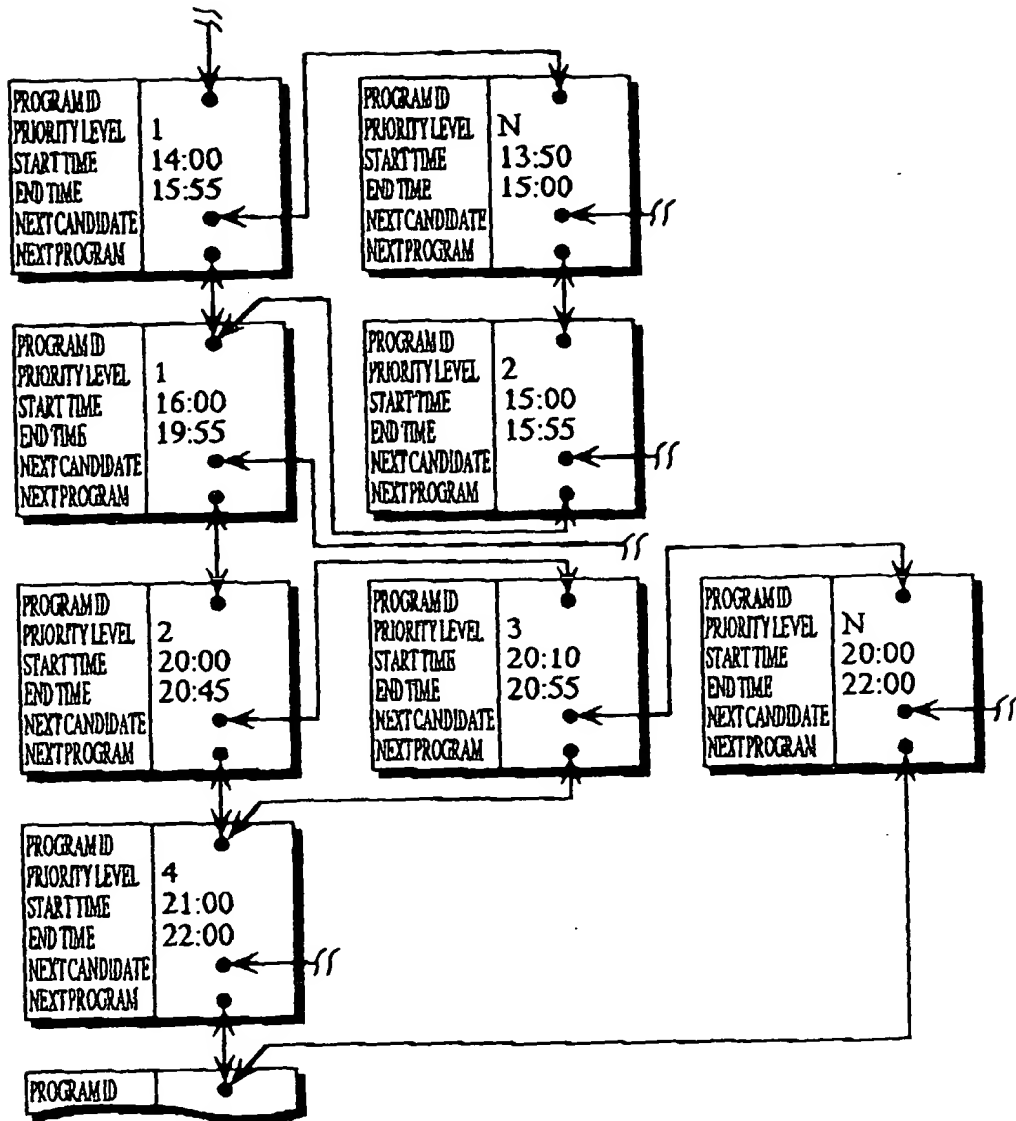 PROGRAM ID
PRIORITY LEVEL 1
START TIME 14:00
END TIME 15:55
NEXT CANDIDATE
NEXT PROGRAM
PROGRAM ID
PRIORITY LEVEL N
START TIME 13:50
END TIME 15:00
NEXT CANDIDATE
NEXT PROGRAM
PROGRAM ID
PRIORITY LEVEL 1
START TIME 16:00
END TIME 19:55
NEXT CANDIDATE
NEXT PROGRAM
PROGRAM ID
PRIORITY LEVEL 2
START TIME 15:00
END TIME 15:55
NEXT CANDIDATE
NEXT PROGRAM
PROGRAM ID
PRIORITY LEVEL 2
START TIME 20:00
END TIME 20:45
NEXT CANDIDATE
NEXT PROGRAM
PROGRAM ID
PRIORITY LEVEL 3
START TIME 20:10
END TIME 20:55
NEXT CANDIDATE
NEXT PROGRAM
PROGRAM ID
PRIORITY LEVEL N
START TIME 20:00
END TIME 22:00
NEXT CANDIDATE
NEXT PROGRAM
PROGRAM ID
PRIORITY LEVEL 4
START TIME 21:00
END TIME 22:00
NEXT CANDIDATE
NEXT PROGRAM
PROGRAM ID